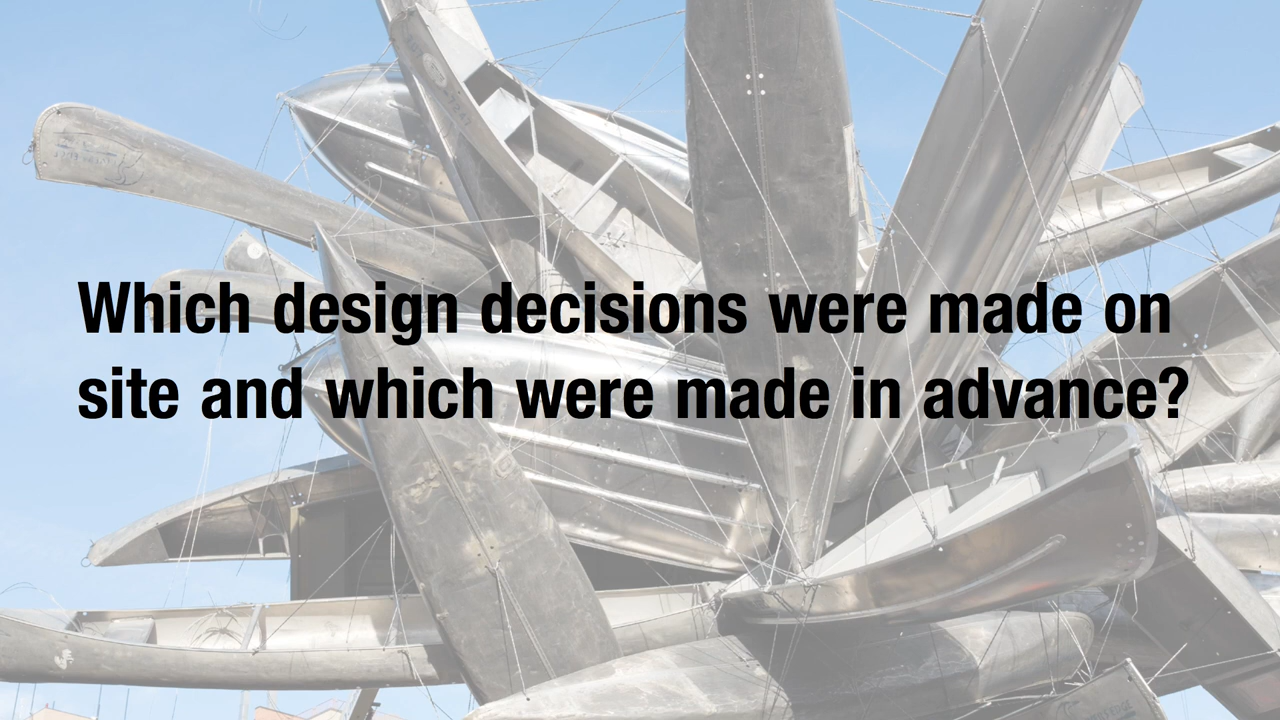 Which design decisions were made on
site and which were made in advance?